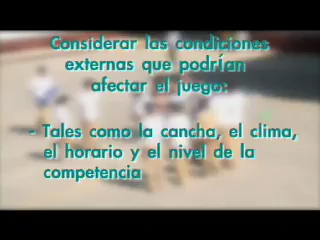 Considerar las condiciones
externas que podrían
afectar el juego:
- Tales como la cancha, el clima,
el horario y el nivel de la
competencia